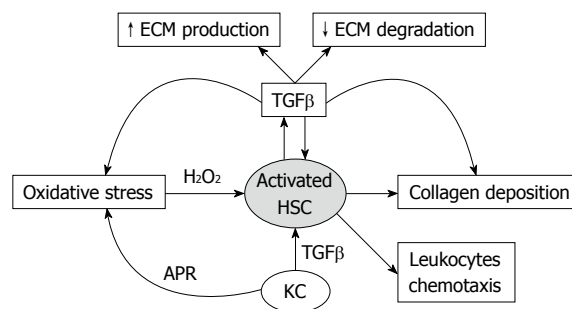 ↑ ECM production
↓ ECM degradation
TGFβ
H₂O₂
Oxidative stress
Activated
HSC
Collagen deposition
TGFβ
Leukocytes
chemotaxis
APR
KC